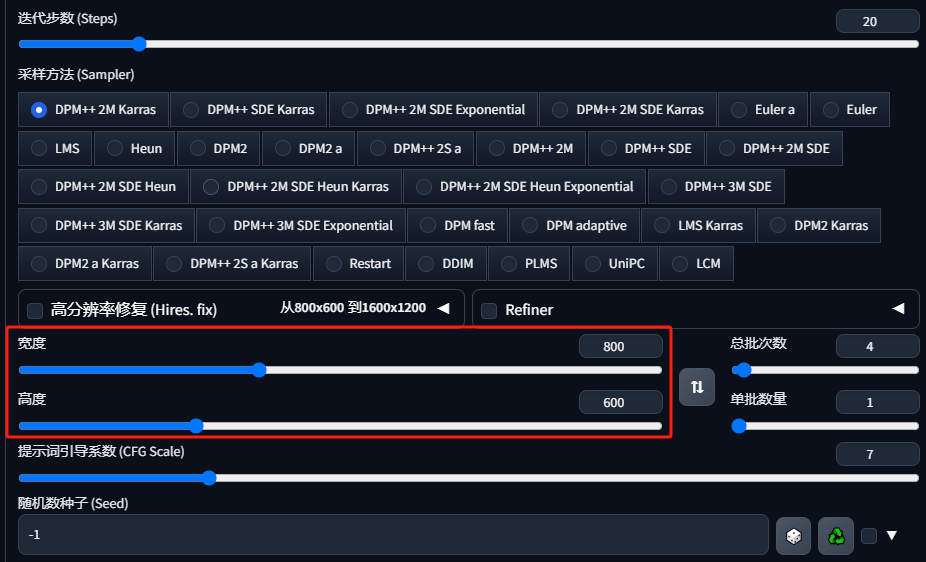 迭代步数 (Steps) 20
采样方法 (Sampler)
DPM++ 2M Karras DPM++ SDE Karras DPM++ 2M SDE Exponential DPM++ 2M SDE Karras Euler a Euler
LMS Heun DPM2 DPM2 a DPM++ 2S a DPM++ 2M DPM++ SDE DPM++ 2M SDE
DPM++ 2M SDE Heun DPM++ 2M SDE Heun Karras DPM++ 2M SDE Heun Exponential DPM++ 3M SDE
DPM++ 3M SDE Karras DPM++ 3M SDE Exponential DPM fast DPM adaptive LMS Karras DPM2 Karras
DPM2 a Karras DPM++ 2S a Karras Restart DDIM PLMS UniPC LCM
高分辨率修复 (Hires. fix) 从800x600 到1600x1200 Refiner
宽度 800 总批次数 4
高度 600 单批数量 1
提示词引导系数 (CFG Scale) 7
随机数种子 (Seed)
-1